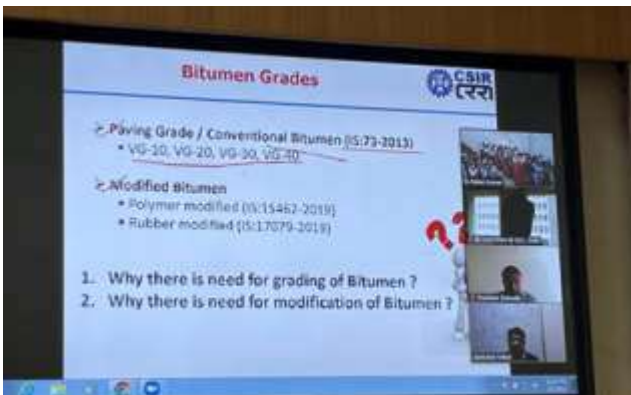 Bitumen Grades
CSIR
➢ Paving Grade / Conventional Bitumen (IS:73-2013)
• VG-10, VG-20, VG-30, VG-40
➢ Modified Bitumen
• Polymer modified (IS:15462-2019)
• Rubber modified (IS:17079-2019)
??
1. Why there is need for grading of Bitumen ?
2. Why there is need for modification of Bitumen ?